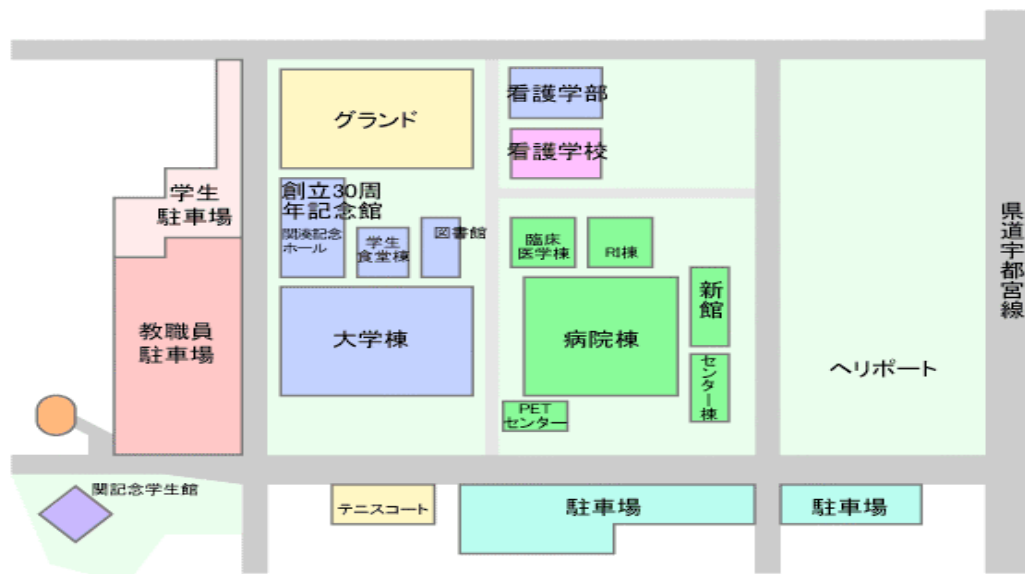 グランド
看護学部
看護学校
学生
駐車場
創立30周
年記念館
関湊記念
ホール
学生
食堂棟
図書館
臨床
医学棟
RI棟
県道宇都宮線
新館
教職員
駐車場
大学棟
病院棟
センター棟
ヘリポート
PET
センター
関記念学生館
テニスコート
駐車場
駐車場